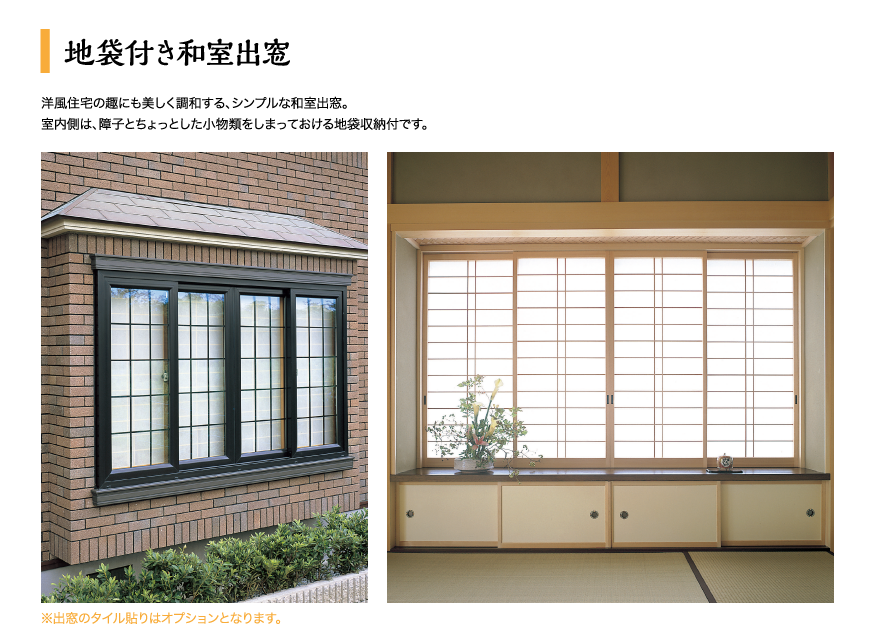 地袋付き和室出窓
洋風住宅の趣にも美しく調和する、シンプルな和室出窓。
室内側は、障子とちょっとした小物類をしまっておける地袋収納付です。
※出窓のタイル貼りはオプションとなります。